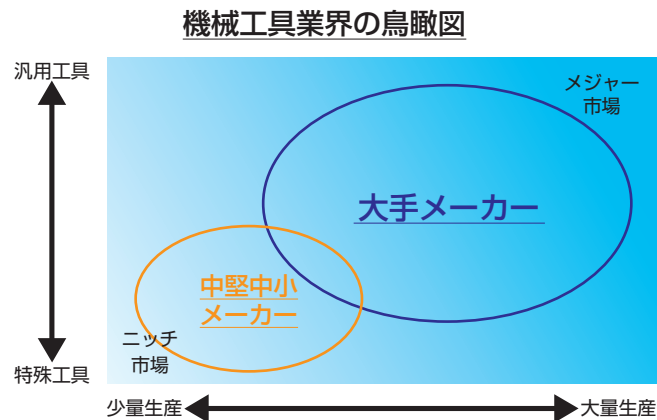 機械工具業界の鳥瞰図
汎用工具
メジャー
市場
大手メーカー
中堅中小
メーカー
ニッチ
市場
特殊工具
少量生産
大量生産